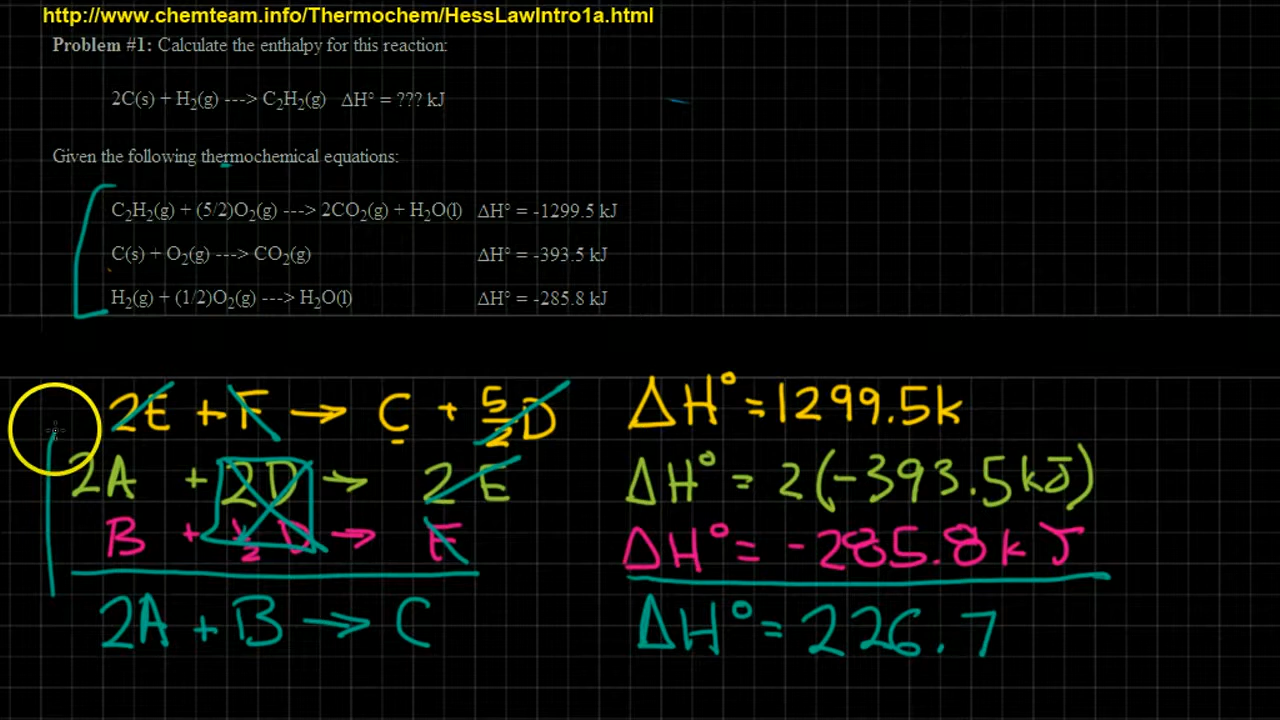 http://www.chemteam.info/Thermochem/HessLawIntro1a.html
Problem #1: Calculate the enthalpy for this reaction:
2C(s) + H₂(g) ---> C₂H₂(g) ΔH° = ??? kJ
Given the following thermochemical equations:
C₂H₂(g) + (5/2)O₂(g) ---> 2CO₂(g) + H₂O(l) ΔH° = -1299.5 kJ
C(s) + O₂(g) ---> CO₂(g) ΔH° = -393.5 kJ
H₂(g) + (1/2)O₂(g) ---> H₂O(l) ΔH° = -285.8 kJ
2E + F → C + 5/2 D ΔH° = 1299.5k
2A + 2D → 2E ΔH° = 2(-393.5kJ)
B + 1/2 D → F ΔH° = -285.8kJ
2A + B → C ΔH° = 226.7